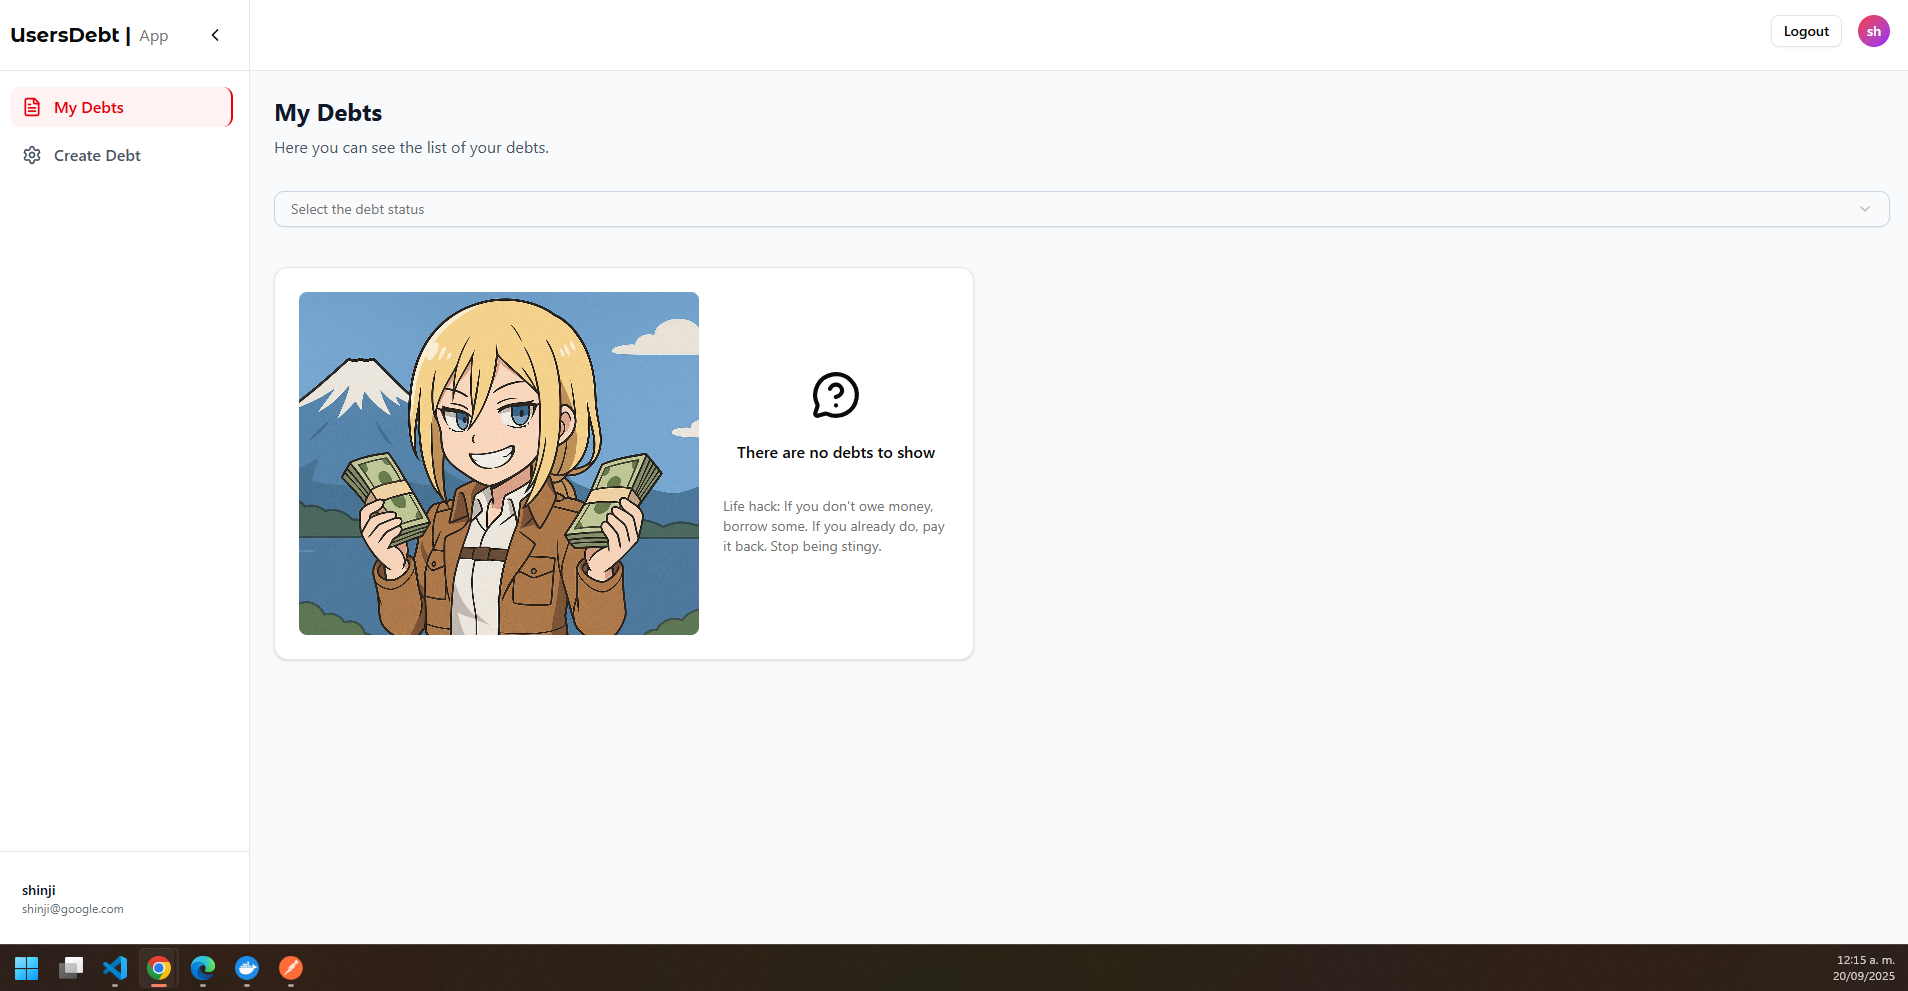 UsersDebt | App
Logout
sh
My Debts
Create Debt
My Debts
Here you can see the list of your debts.
Select the debt status
There are no debts to show
Life hack: If you don't owe money,
borrow some. If you already do, pay
it back. Stop being stingy.
shinji
shinji@google.com
12:15 a. m.
20/09/2025